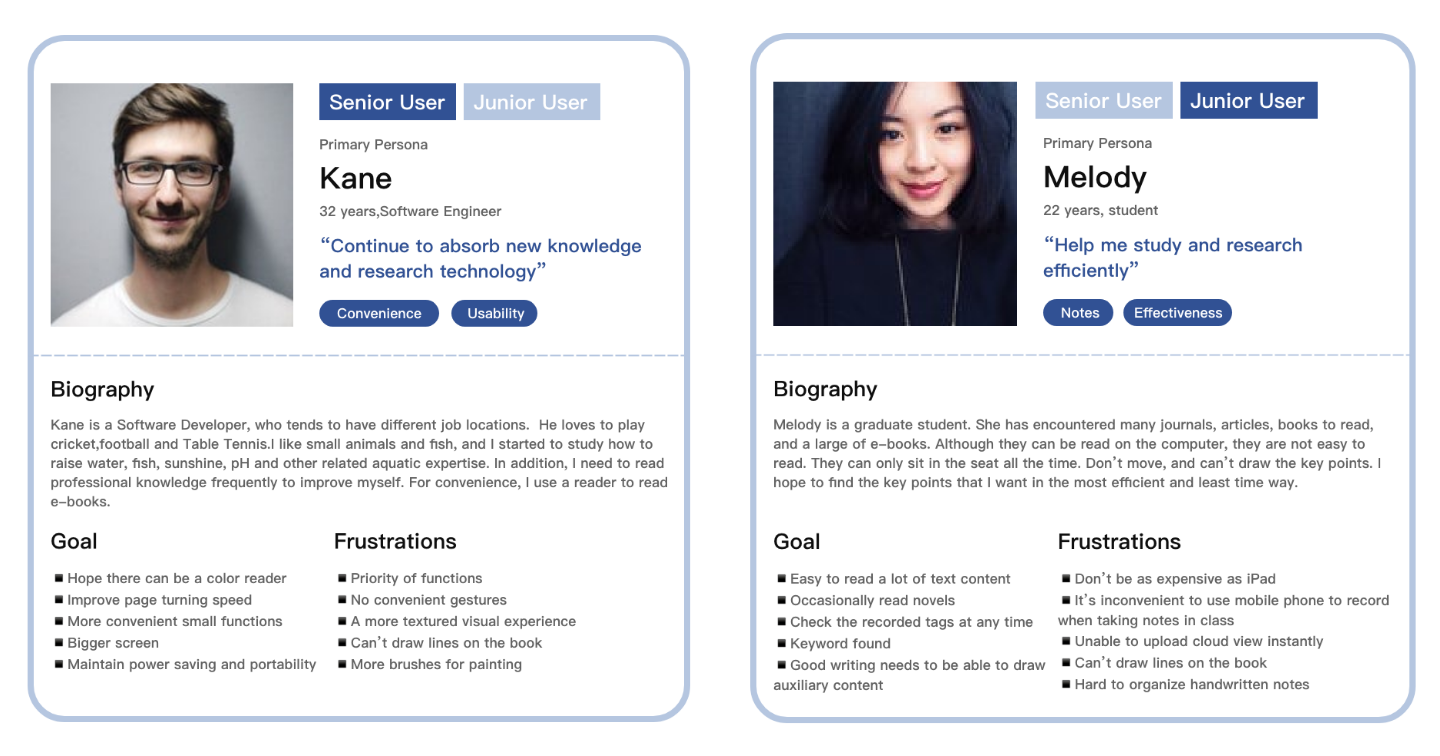 Senior User Junior User
Primary Persona
Kane
32 years,Software Engineer
“Continue to absorb new knowledge
and research technology”
Convenience Usability
Biography
Kane is a Software Developer, who tends to have different job locations.  He loves to play
cricket,football and Table Tennis.I like small animals and fish, and I started to study how to
raise water, fish, sunshine, pH and other related aquatic expertise. In addition, I need to read
professional knowledge frequently to improve myself. For convenience, I use a reader to read
e-books.
Goal
Hope there can be a color reader
Improve page turning speed
More convenient small functions
Bigger screen
Maintain power saving and portability
Frustrations
Priority of functions
No convenient gestures
A more textured visual experience
Can’t draw lines on the book
More brushes for painting
Senior User Junior User
Primary Persona
Melody
22 years, student
“Help me study and research
efficiently”
Notes Effectiveness
Biography
Melody is a graduate student. She has encountered many journals, articles, books to read,
and a large of e-books. Although they can be read on the computer, they are not easy to
read. They can only sit in the seat all the time. Don’t move, and can’t draw the key points. I
hope to find the key points that I want in the most efficient and least time way.
Goal
Easy to read a lot of text content
Occasionally read novels
Check the recorded tags at any time
Keyword found
Good writing needs to be able to draw
auxiliary content
Frustrations
Don’t be as expensive as iPad
It’s inconvenient to use mobile phone to record
when taking notes in class
Unable to upload cloud view instantly
Can’t draw lines on the book
Hard to organize handwritten notes